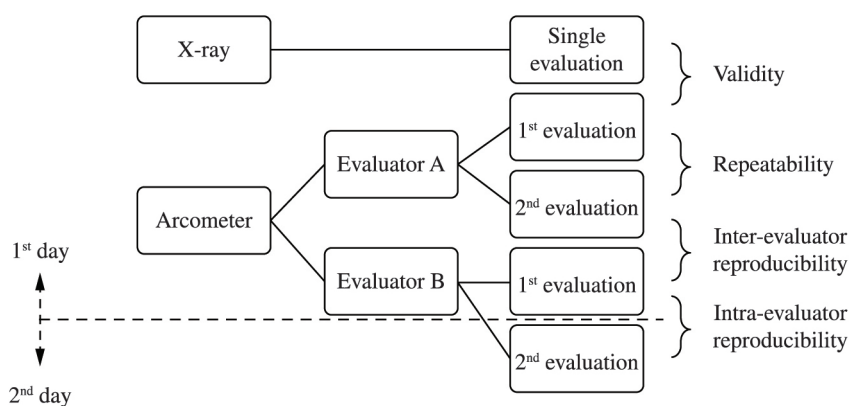 X-ray
Single
evaluation
Validity
1st evaluation
Evaluator A
Repeatability
2nd evaluation
Arcometer
Inter-evaluator
reproducibility
1st day
Evaluator B
1st evaluation
Intra-evaluator
reproducibility
2nd evaluation
2nd day